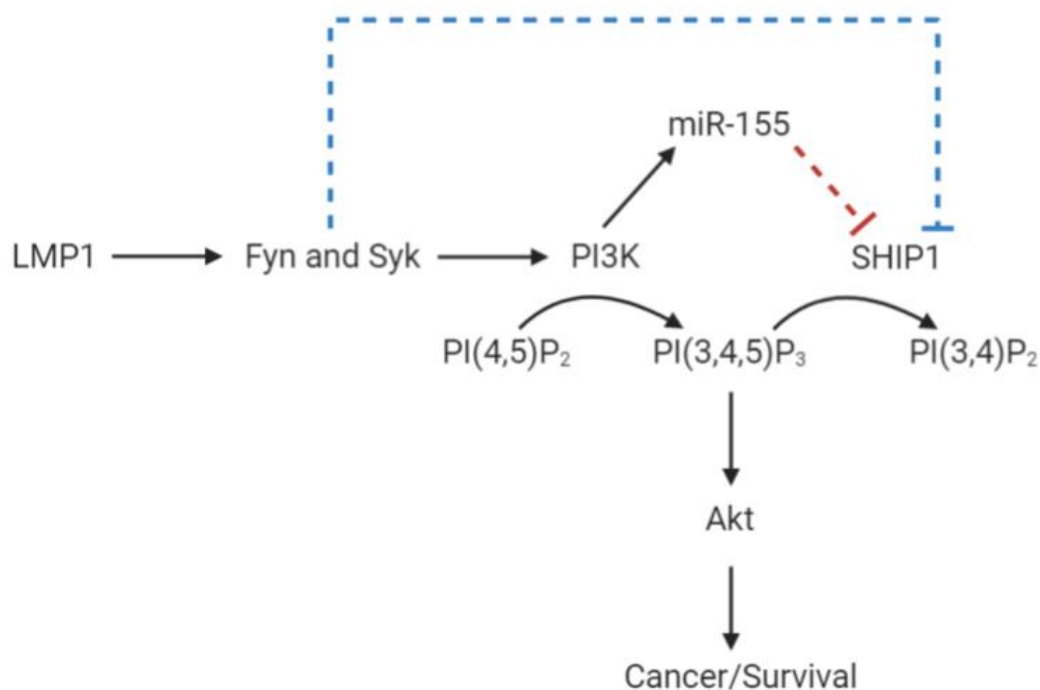 miR-155
LMP1 Fyn and Syk PI3K SHIP1
PI(4,5)P₂ PI(3,4,5)P₃ PI(3,4)P₂
Akt
Cancer/Survival